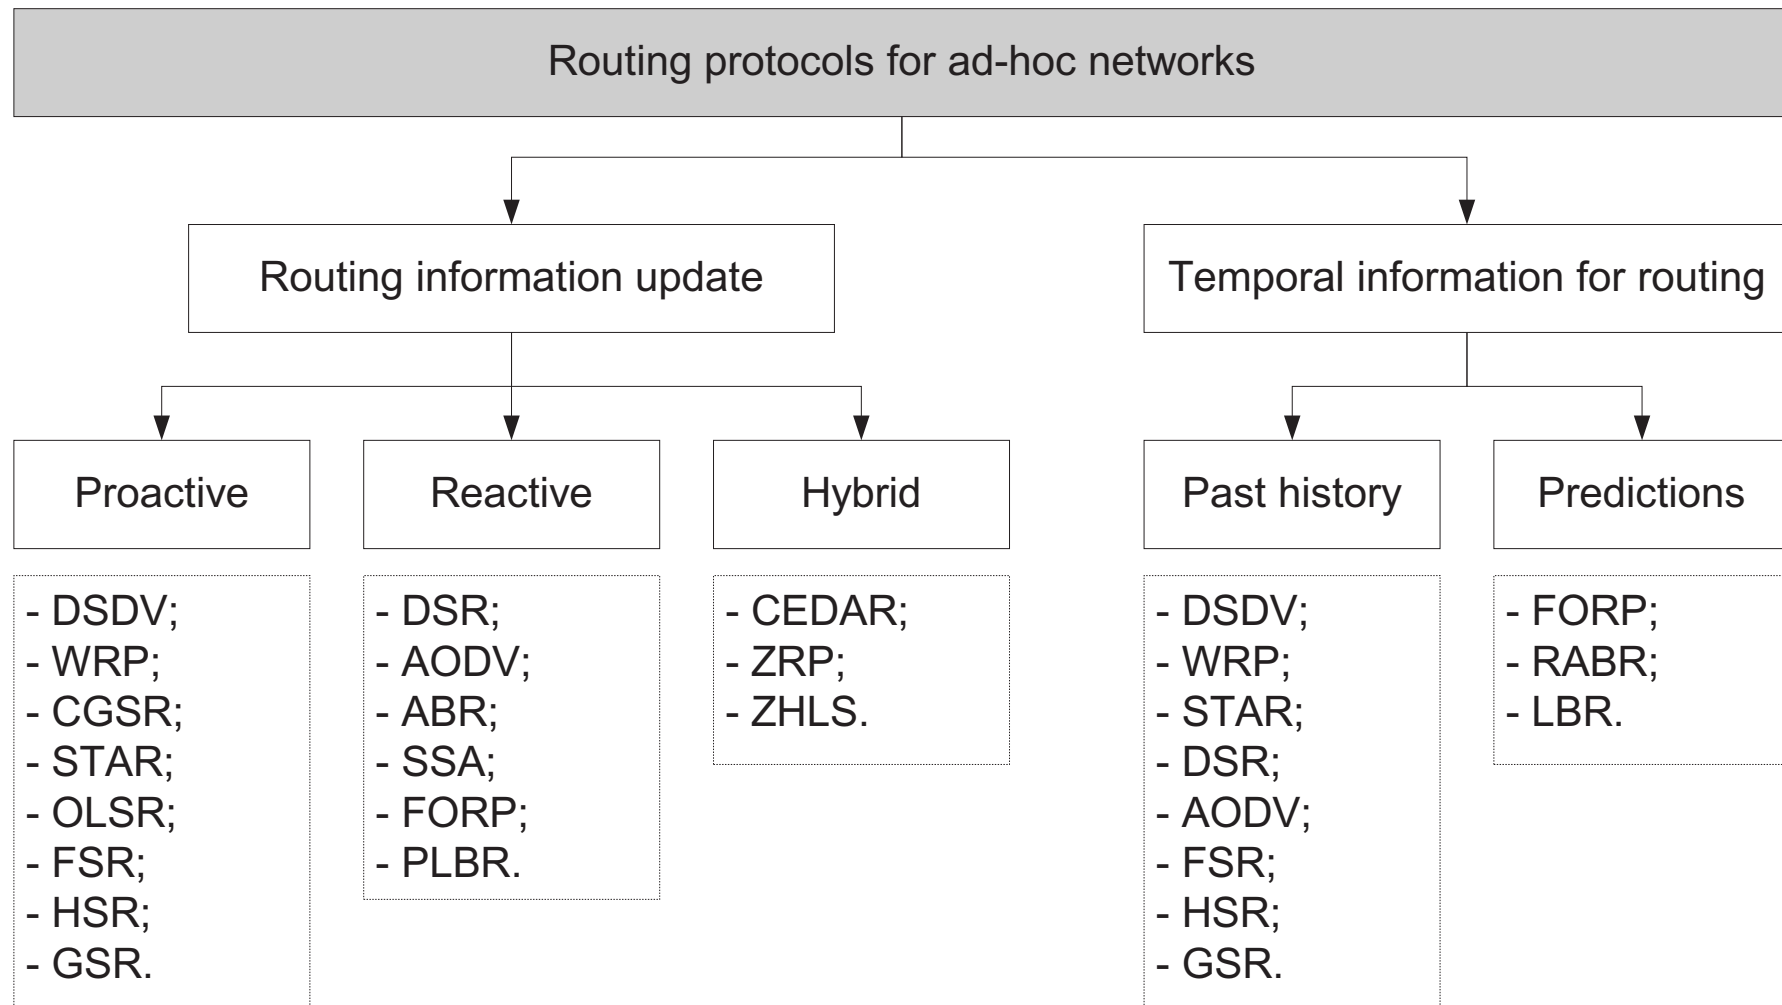 Routing protocols for ad-hoc networks
Routing information update
Temporal information for routing
Proactive
Reactive
Hybrid
Past history
Predictions
- DSDV;
- WRP;
- CGSR;
- STAR;
- OLSR;
- FSR;
- HSR;
- GSR.
- DSR;
- AODV;
- ABR;
- SSA;
- FORP;
- PLBR.
- CEDAR;
- ZRP;
- ZHLS.
- DSDV;
- WRP;
- STAR;
- DSR;
- AODV;
- FSR;
- HSR;
- GSR.
- FORP;
- RABR;
- LBR.